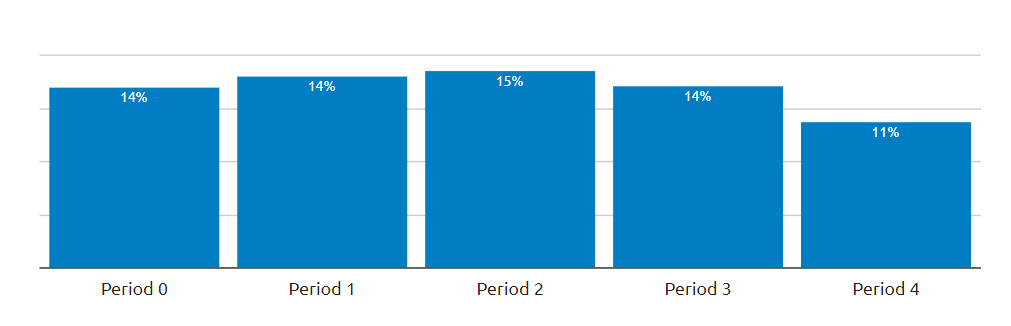 14%
14%
15%
14%
11%
Period 0
Period 1
Period 2
Period 3
Period 4